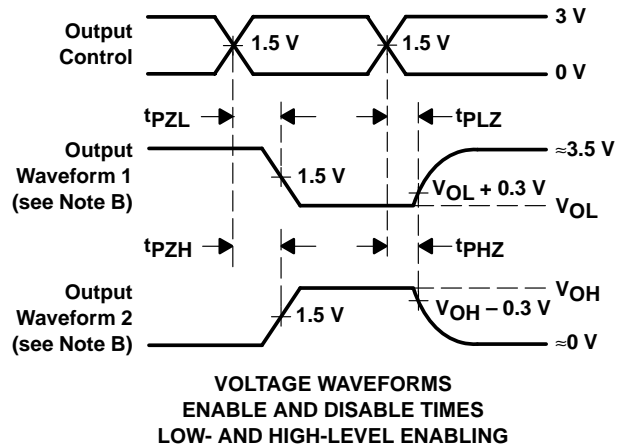 Output
Control
1.5 V
1.5 V
3 V
0 V
tPZL
tPLZ
Output
Waveform 1
(see Note B)
1.5 V
VOL + 0.3 V
≈3.5 V
VOL
tPZH
tPHZ
Output
Waveform 2
(see Note B)
1.5 V
VOH
VOH – 0.3 V
≈0 V
VOLTAGE WAVEFORMS
ENABLE AND DISABLE TIMES
LOW- AND HIGH-LEVEL ENABLING